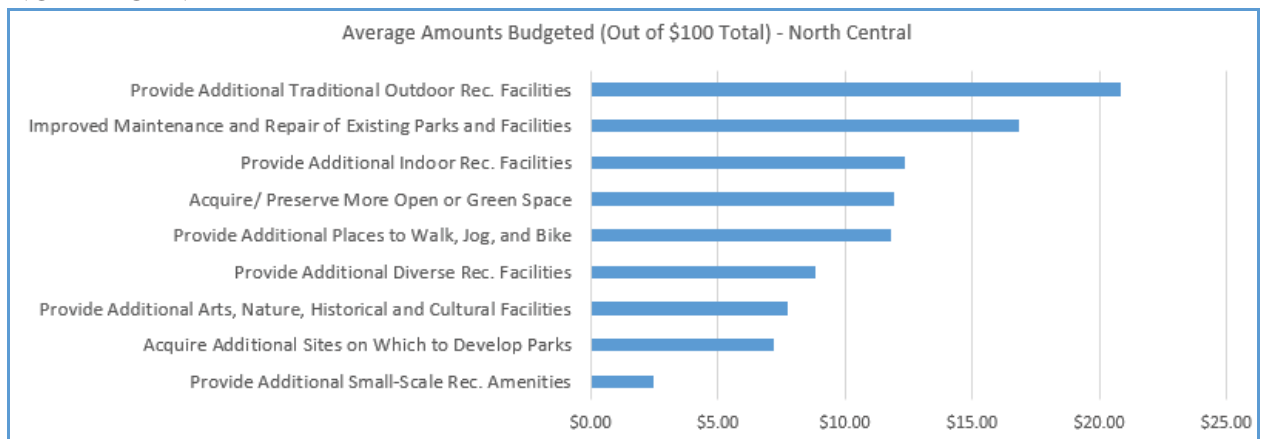 Average Amounts Budgeted (Out of $100 Total) - North Central
Provide Additional Traditional Outdoor Rec. Facilities
Improved Maintenance and Repair of Existing Parks and Facilities
Provide Additional Indoor Rec. Facilities
Acquire/ Preserve More Open or Green Space
Provide Additional Places to Walk, Jog, and Bike
Provide Additional Diverse Rec. Facilities
Provide Additional Arts, Nature, Historical and Cultural Facilities
Acquire Additional Sites on Which to Develop Parks
Provide Additional Small-Scale Rec. Amenities
$0.00 $5.00 $10.00 $15.00 $20.00 $25.00